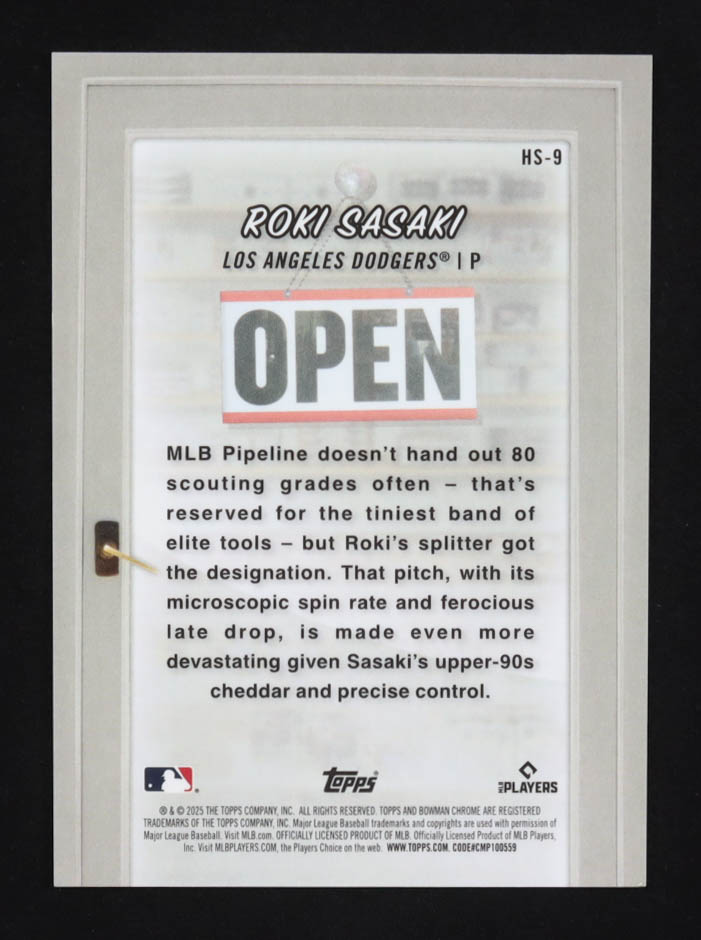 HS-9
ROKI SASAKI
LOS ANGELES DODGERS® | P
OPEN
MLB Pipeline doesn't hand out 80
scouting grades often – that's
reserved for the tiniest band of
elite tools – but Roki's splitter got
the designation. That pitch, with its
microscopic spin rate and ferocious
late drop, is made even more
devastating given Sasaki's upper-90s
cheddar and precise control.
Topps®
MLB PLAYERS
® & © 2025 THE TOPPS COMPANY, INC. ALL RIGHTS RESERVED. TOPPS AND BOWMAN CHROME ARE REGISTERED
TRADEMARKS OF THE TOPPS COMPANY, INC. Major League Baseball trademarks and copyrights are used with permission of
Major League Baseball. Visit MLB.com. OFFICIALLY LICENSED PRODUCT OF MLB. Officially Licensed Product of MLB Players,
Inc. Visit MLBPLAYERS.COM, the Players Choice on the web. WWW.TOPPS.COM. CODE#CMP100559